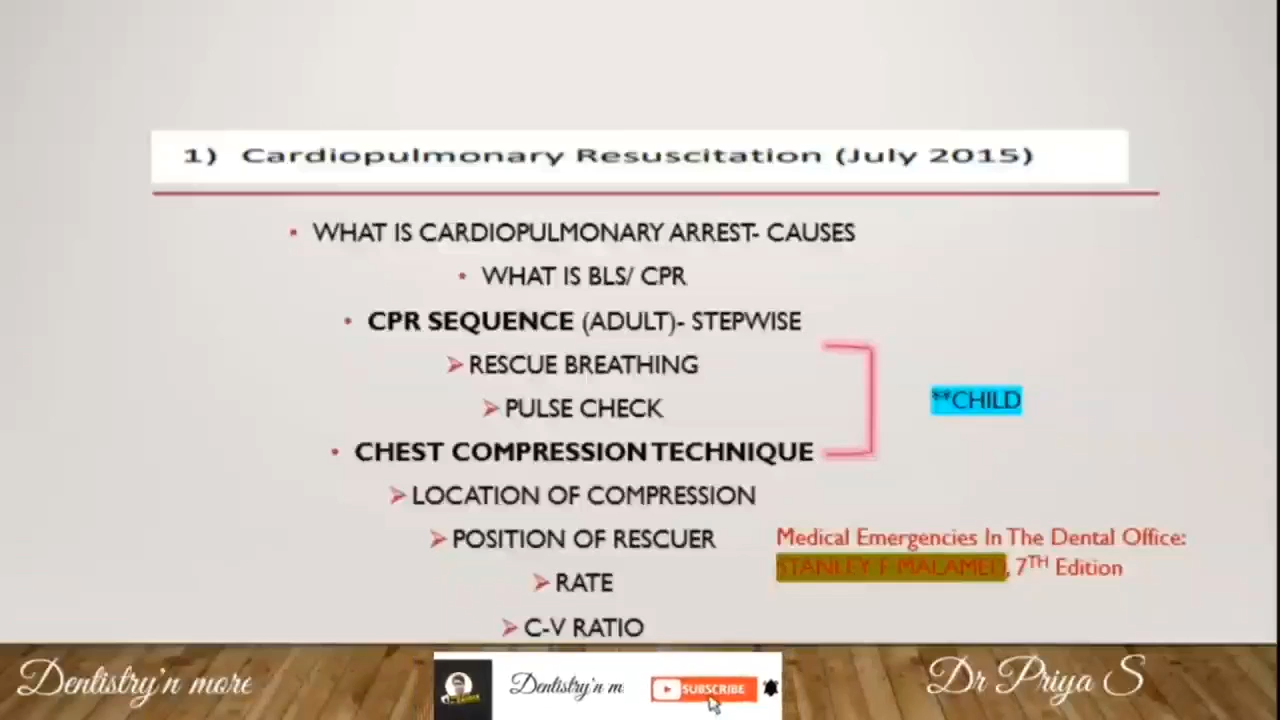 1) Cardiopulmonary Resuscitation (July 2015)
• WHAT IS CARDIOPULMONARY ARREST- CAUSES
• WHAT IS BLS/ CPR
• CPR SEQUENCE (ADULT)- STEPWISE
➢ RESCUE BREATHING
➢ PULSE CHECK
**CHILD
• CHEST COMPRESSION TECHNIQUE
➢ LOCATION OF COMPRESSION
➢ POSITION OF RESCUER
➢ RATE
➢ C-V RATIO
Medical Emergencies In The Dental Office:
STANLEY F MALAMED, 7TH Edition
Dentistry'n more
Dentistry'n m
SUBSCRIBE
Dr Priya S